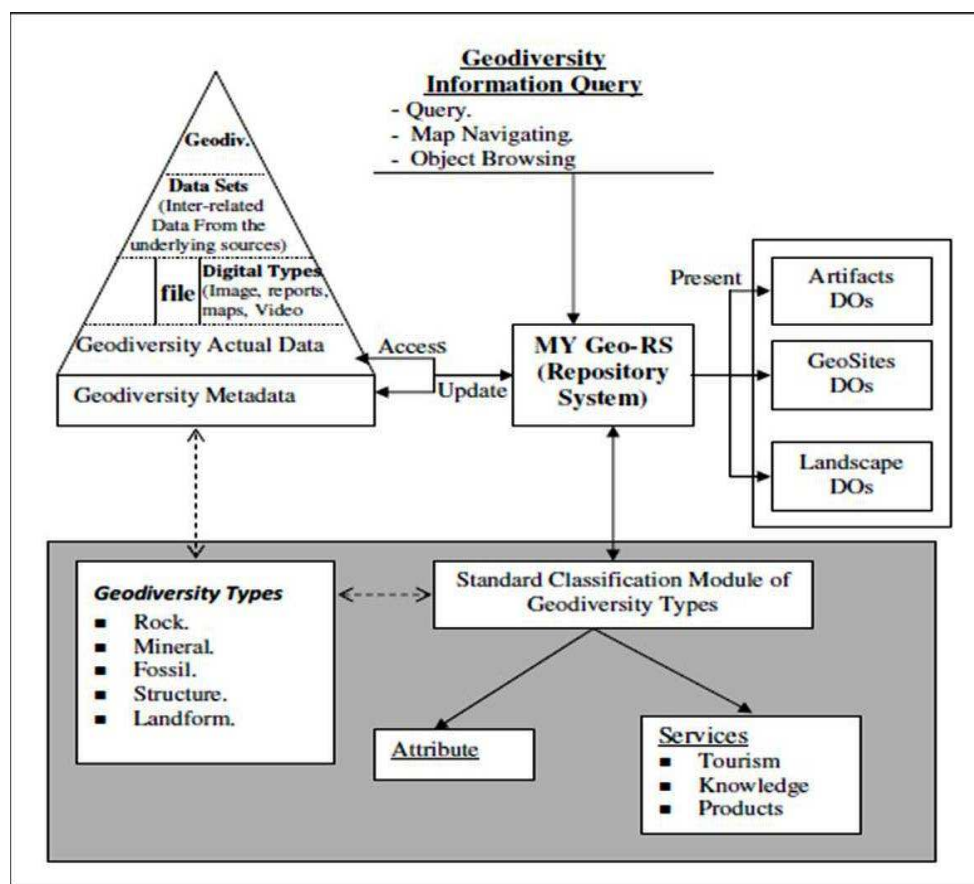 Geodiversity
Information Query
- Query.
- Map Navigating.
- Object Browsing
Geodiv.
Data Sets
(Inter-related
Data From the
underlying sources)
file
Digital Types
(Image, reports,
maps, Video
Geodiversity Actual Data
Geodiversity Metadata
Access
Update
MY Geo-RS
(Repository
System)
Present
Artifacts
DOs
GeoSites
DOs
Landscape
DOs
Geodiversity Types
■ Rock.
■ Mineral.
■ Fossil.
■ Structure.
■ Landform.
Standard Classification Module of
Geodiversity Types
Attribute
Services
■ Tourism
■ Knowledge
■ Products